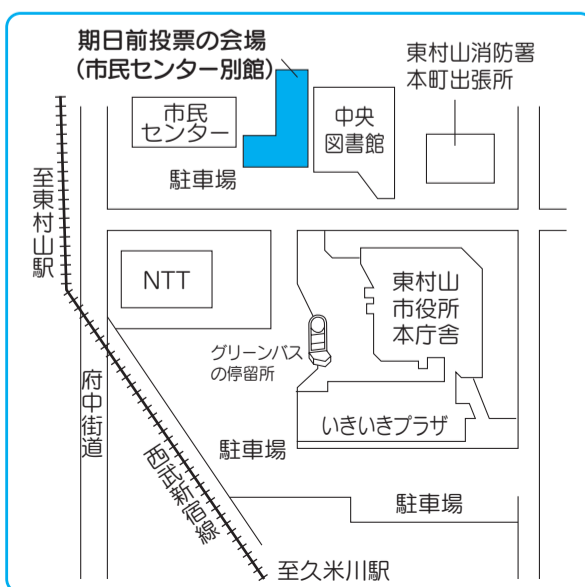 期日前投票の会場
(市民センター別館)
東村山消防署
本町出張所
市民
センター
中央
図書館
駐車場
至東村山駅
NTT
東村山
市役所
本庁舎
グリーンバス
の停留所
府中街道
いきいきプラザ
西武新宿線
駐車場
駐車場
至久米川駅